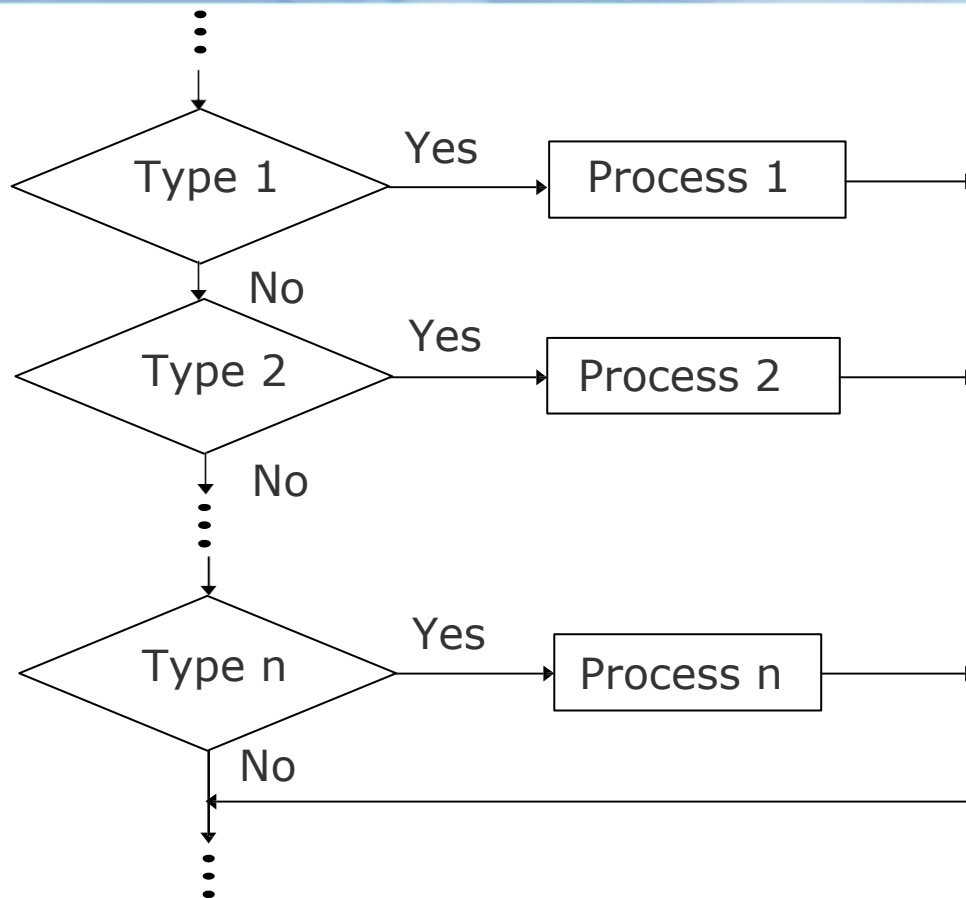 Type 1
Yes
Process 1
No
Type 2
Yes
Process 2
No
Type n
Yes
Process n
No